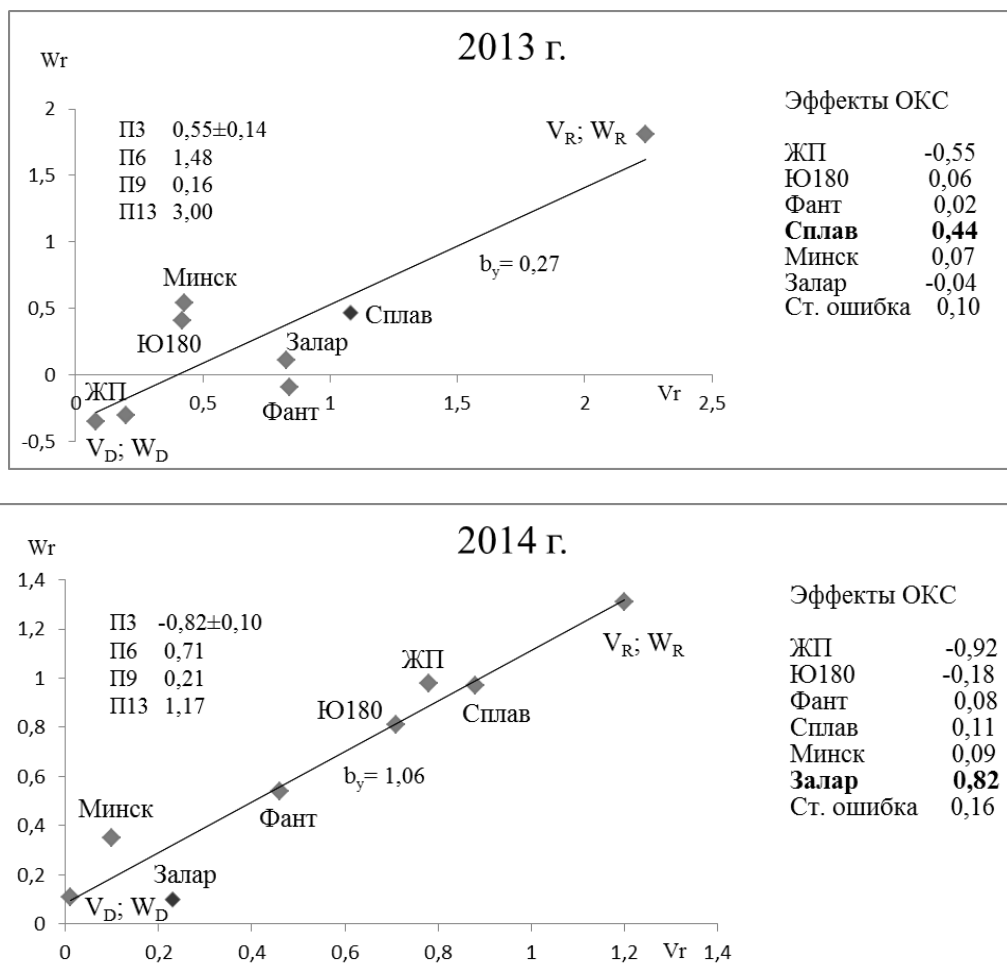 2013 г.
Wr
2
1,5
1
0,5
0
-0,5
П3 0,55±0,14
П6 1,48
П9 0,16
П13 3,00
V_R; W_R
b_y= 0,27
Минск
Ю180
Сплав
Залар
Фант
ЖП
V_D; W_D
0 0,5 1 1,5 2 Vr 2,5
Эффекты ОКС
ЖП -0,55
Ю180 0,06
Фант 0,02
Сплав 0,44
Минск 0,07
Залар -0,04
Ст. ошибка 0,10
2014 г.
Wr
1,4
1,2
1
0,8
0,6
0,4
0,2
0
П3 -0,82±0,10
П6 0,71
П9 0,21
П13 1,17
V_R; W_R
ЖП
Сплав
Ю180
b_y= 1,06
Фант
Минск
Залар
V_D; W_D
0 0,2 0,4 0,6 0,8 1 1,2 Vr 1,4
Эффекты ОКС
ЖП -0,92
Ю180 -0,18
Фант 0,08
Сплав 0,11
Минск 0,09
Залар 0,82
Ст. ошибка 0,16